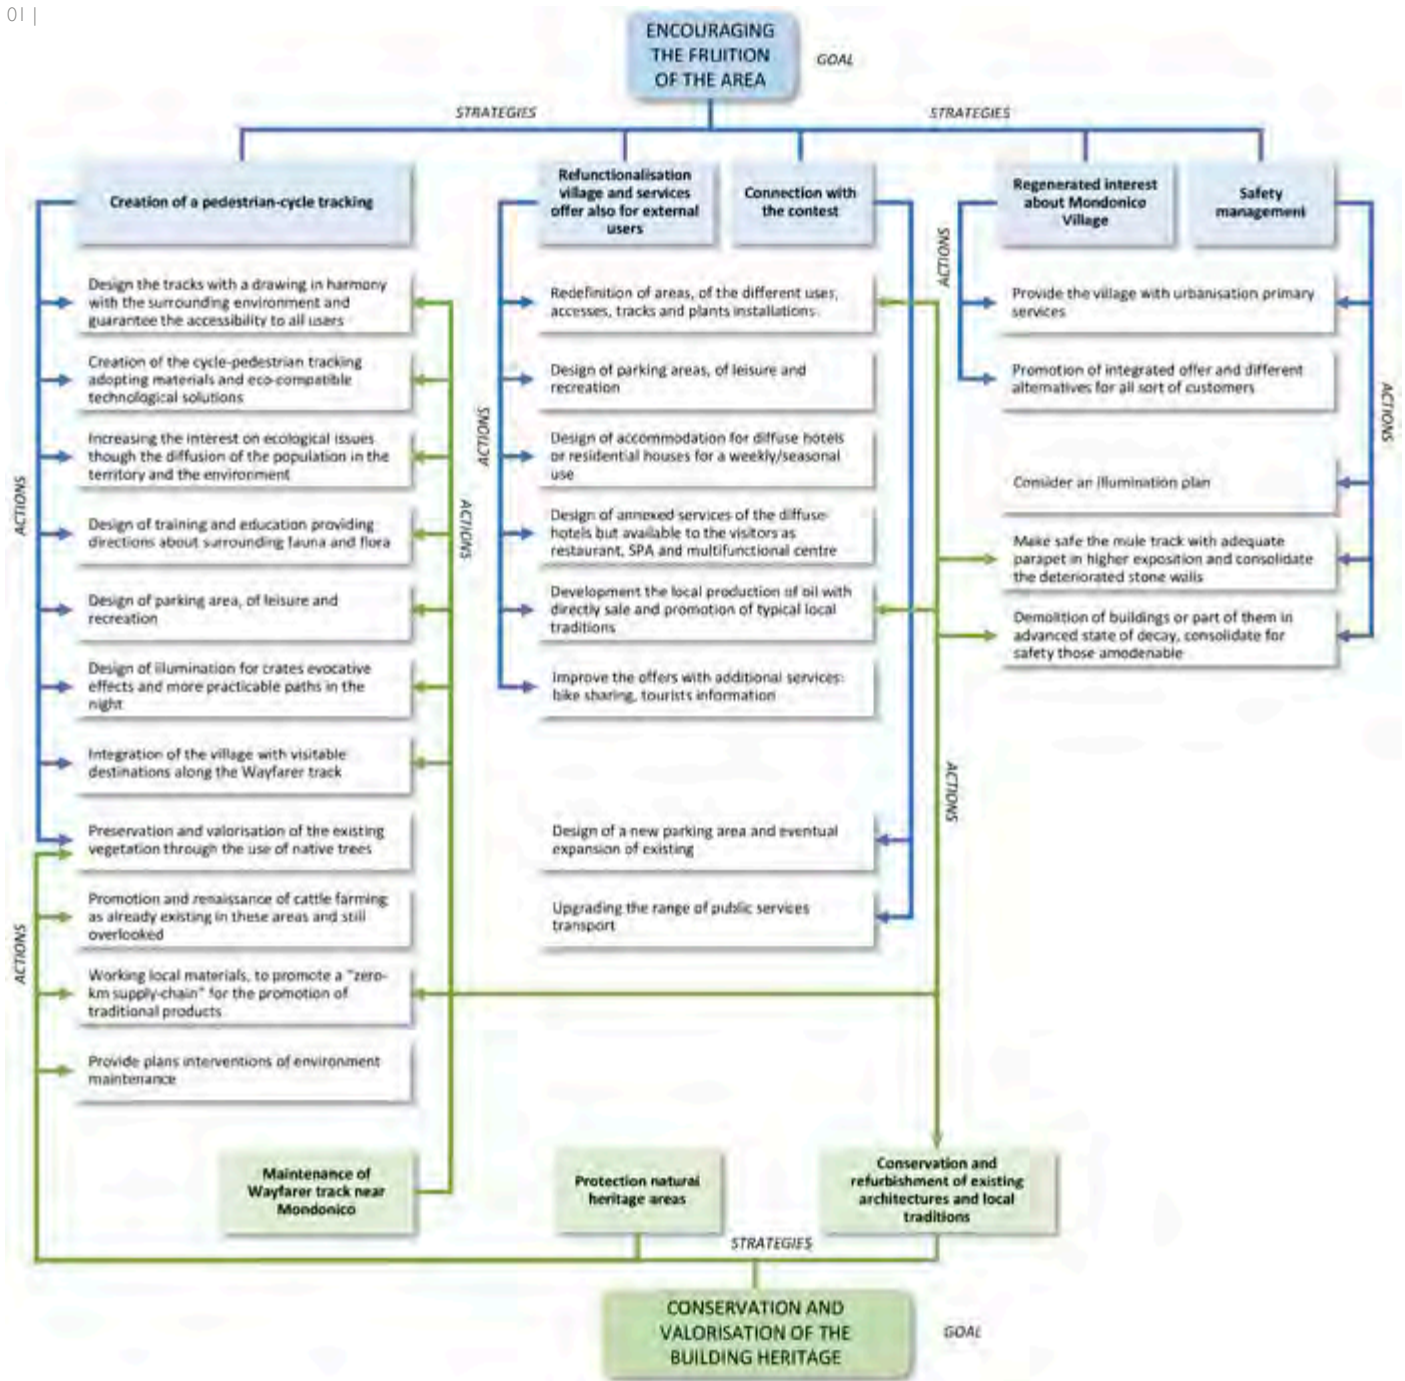 01 |
ENCOURAGING
THE FRUITION
OF THE AREA
GOAL
STRATEGIES
STRATEGIES
Creation of a pedestrian-cycle tracking
Refunctionalisation
village and services
offer also for external
users
Connection with
the contest
Regenerated interest
about Mondonico
Village
Safety
management
ACTIONS
Design the tracks with a drawing in harmony
with the surrounding environment and
guarantee the accessibility to all users
Creation of the cycle-pedestrian tracking
adopting materials and eco-compatible
technological solutions
Increasing the interest on ecological issues
though the diffusion of the population in the
territory and the environment
Design of training and education providing
directions about surrounding fauna and flora
Design of parking area, of leisure and
recreation
Design of illumination for crates evocative
effects and more practicable paths in the
night
Integration of the village with visitable
destinations along the Wayfarer track
Preservation and valorisation of the existing
vegetation through the use of native trees
ACTIONS
Promotion and renaissance of cattle farming
as already existing in these areas and still
overlooked
Working local materials, to promote a "zero-
km supply-chain" for the promotion of
traditional products
Provide plans interventions of environment
maintenance
ACTIONS
ACTIONS
Redefinition of areas, of the different uses,
accesses, tracks and plants installations
Design of parking areas, of leisure and
recreation
Design of accommodation for diffuse hotels
or residential houses for a weekly/seasonal
use
Design of annexed services of the diffuse
hotels but available to the visitors as
restaurant, SPA and multifunctional centre
Development the local production of oil with
directly sale and promotion of typical local
traditions
Improve the offers with additional services:
bike sharing, tourists information
Design of a new parking area and eventual
expansion of existing
Upgrading the range of public services
transport
ACTIONS
ACTIONS
Provide the village with urbanisation primary
services
Promotion of integrated offer and different
alternatives for all sort of customers
Consider an illumination plan
Make safe the mule track with adequate
parapet in higher exposition and consolidate
the deteriorated stone walls
Demolition of buildings or part of them in
advanced state of decay, consolidate for
safety those amodenable
ACTIONS
Maintenance of
Wayfarer track near
Mondonico
Protection natural
heritage areas
Conservation and
refurbishment of existing
architectures and local
traditions
STRATEGIES
CONSERVATION AND
VALORISATION OF THE
BUILDING HERITAGE
GOAL